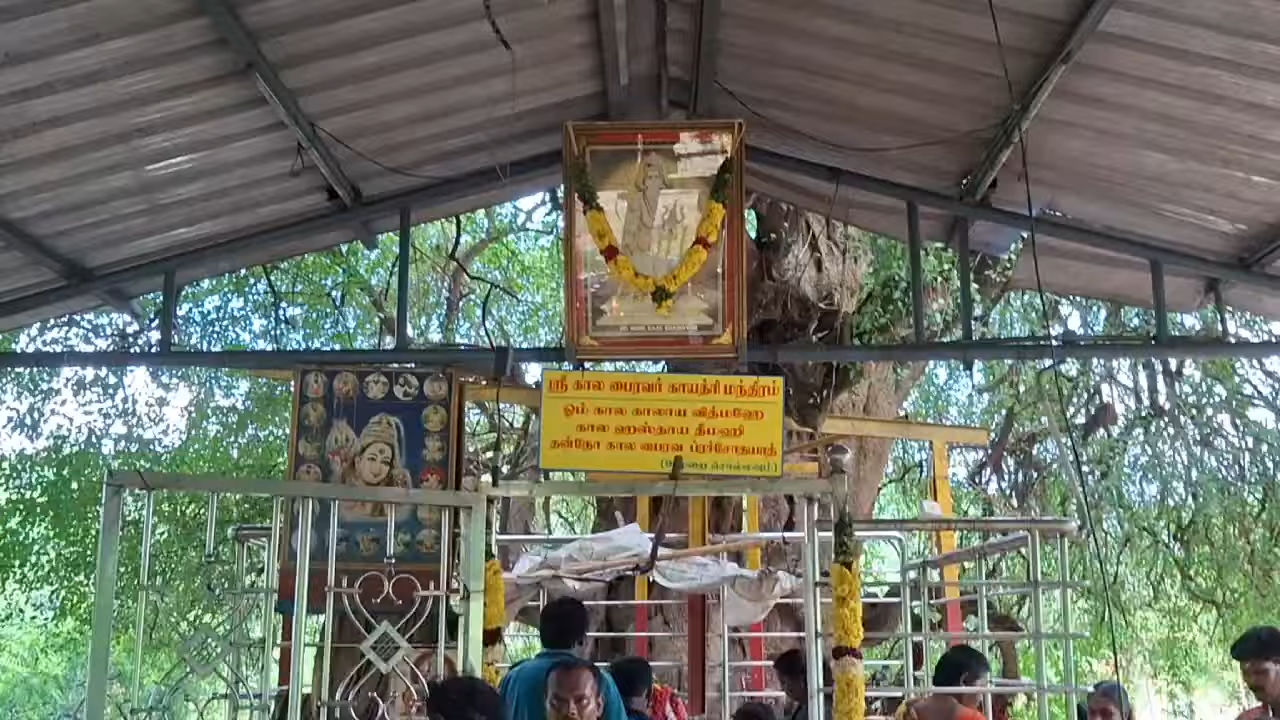 ஸ்ரீ கால பைரவர் காயத்ரி மந்திரம்
ஓம் கால காலாய வித்மஹே
கால ஹஸ்தாய தீமஹி
தன்நோ கால பைரவ ப்ரசோதயாத்